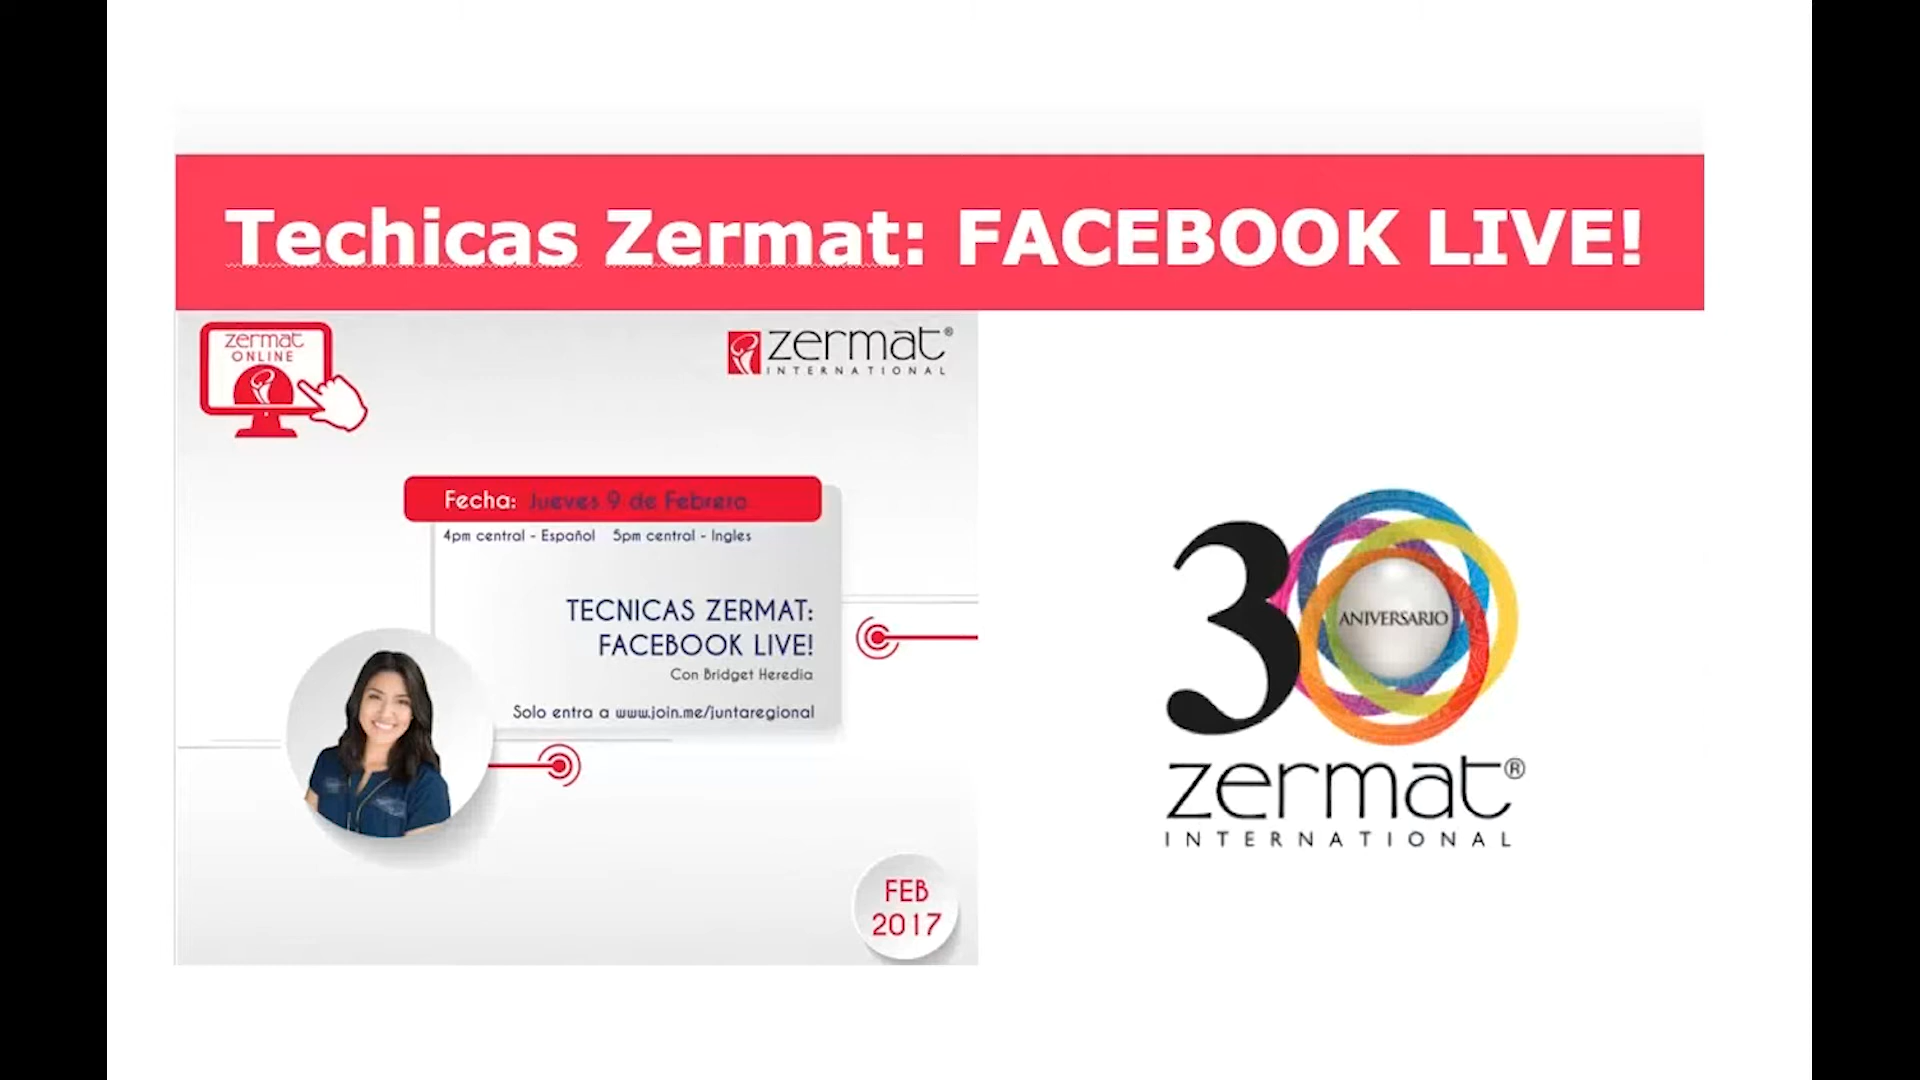 Techicas Zermat: FACEBOOK LIVE!
zermat
ONLINE
zermat®
INTERNATIONAL
Fecha: Jueves 9 de Febrero
4pm central - Español 5pm central - Ingles
TECNICAS ZERMAT:
FACEBOOK LIVE!
Con Bridget Heredia
Solo entra a www.join.me/juntaregional
FEB
2017
30
ANIVERSARIO
zermat®
INTERNATIONAL